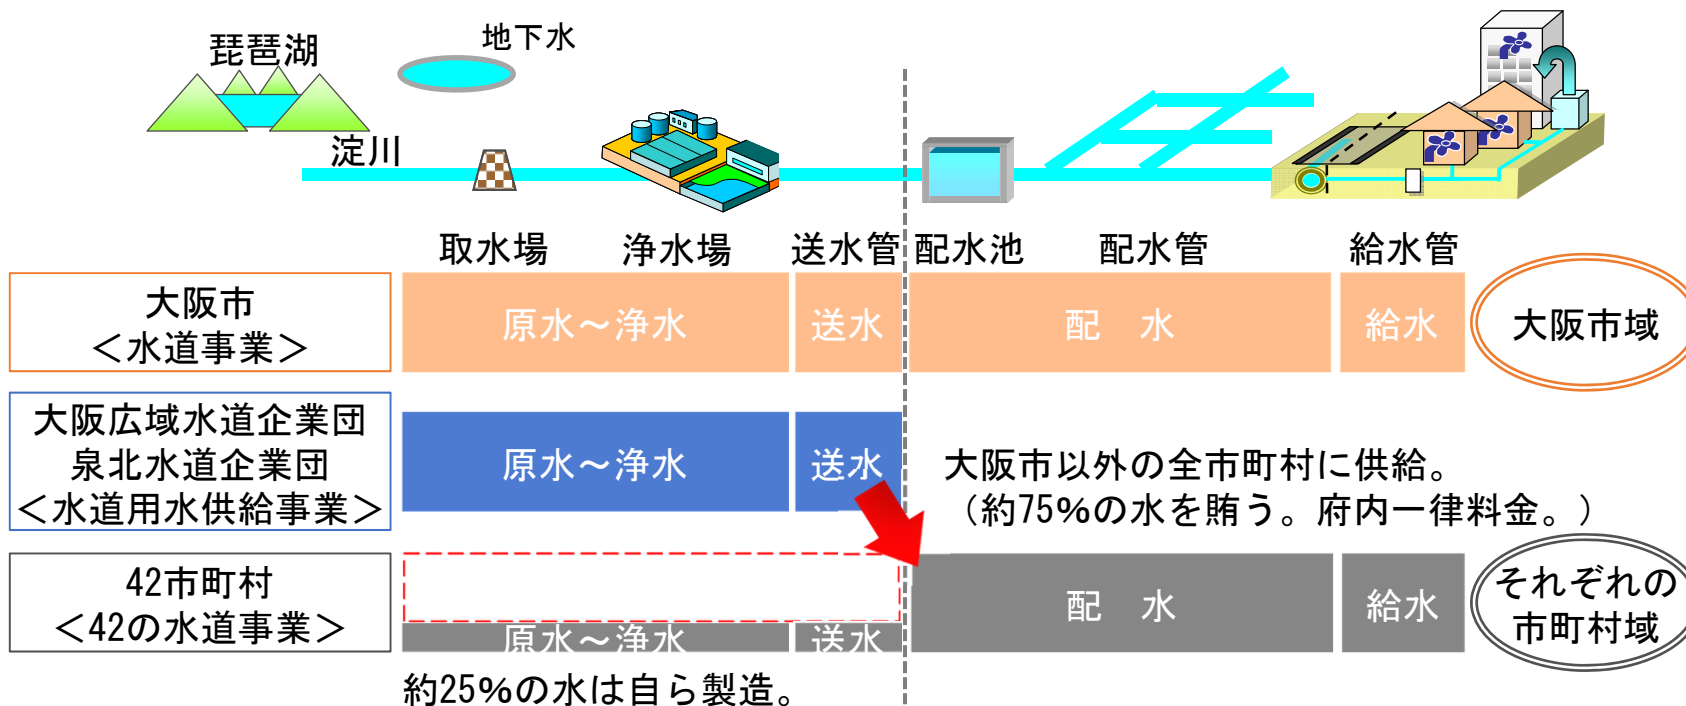 琵琶湖
地下水
淀川
取水場
浄水場
送水管
配水池
配水管
給水管
大阪市
＜水道事業＞
原水～浄水
送水
配　水
給水
大阪市域
大阪広域水道企業団
泉北水道企業団
＜水道用水供給事業＞
原水～浄水
送水
大阪市以外の全市町村に供給。
（約75%の水を賄う。府内一律料金。）
42市町村
＜42の水道事業＞
原水～浄水
送水
配　水
給水
それぞれの
市町村域
約25%の水は自ら製造。